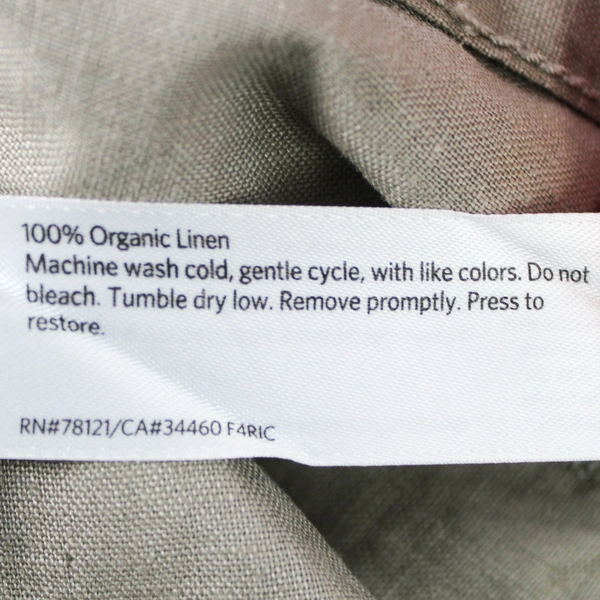 100% Organic Linen
Machine wash cold, gentle cycle, with like colors. Do not
bleach. Tumble dry low. Remove promptly. Press to
restore.
RN#78121/CA#34460 F4RIC